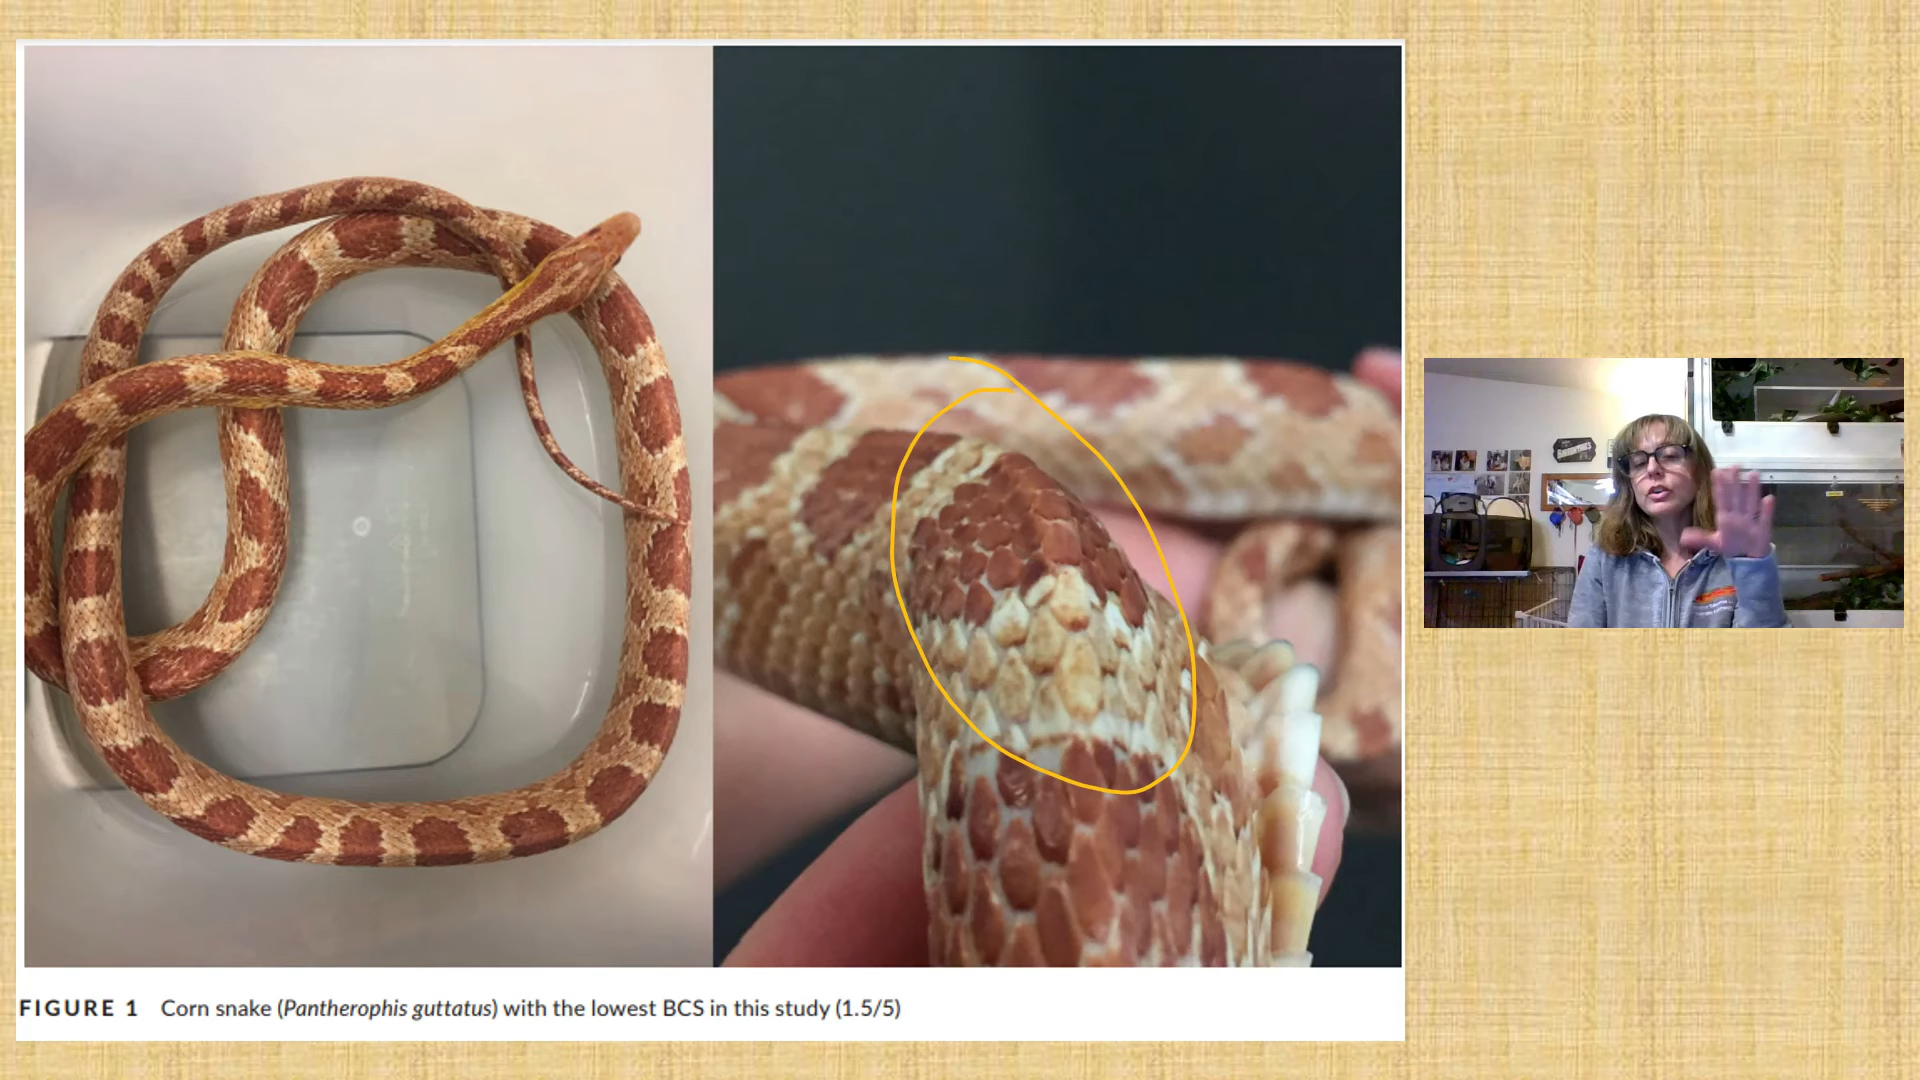 FIGURE 1 Corn snake (Pantherophis guttatus) with the lowest BCS in this study (1.5/5)